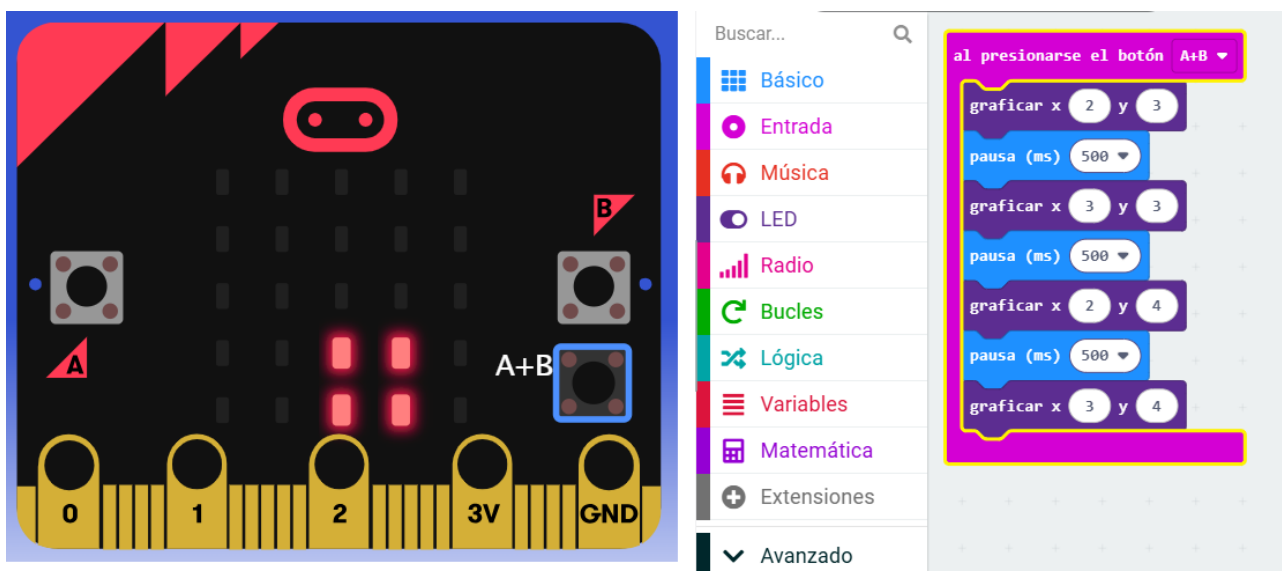 B
A
A+B
0 1 2 3V GND
Buscar...
Básico
Entrada
Música
LED
Radio
Bucles
Lógica
Variables
Matemática
Extensiones
Avanzado
al presionarse el botón A+B
graficar x 2 y 3
pausa (ms) 500
graficar x 3 y 3
pausa (ms) 500
graficar x 2 y 4
pausa (ms) 500
graficar x 3 y 4